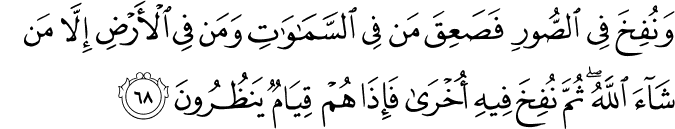 وَنُفِخَ فِي ٱلصُّورِ فَصَعِقَ مَن فِي ٱلسَّمَٰوَٰتِ وَمَن فِي ٱلْأَرْضِ إِلَّا مَن
شَآءَ ٱللَّهُ ۖ ثُمَّ نُفِخَ فِيهِ أُخْرَىٰ فَإِذَا هُمْ قِيَامٌ يَنظُرُونَ ﴿٦٨﴾